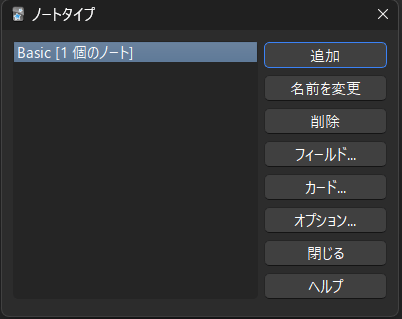 ノートタイプ
Basic [1 個のノート]
追加
名前を変更
削除
フィールド...
カード...
オプション...
閉じる
ヘルプ